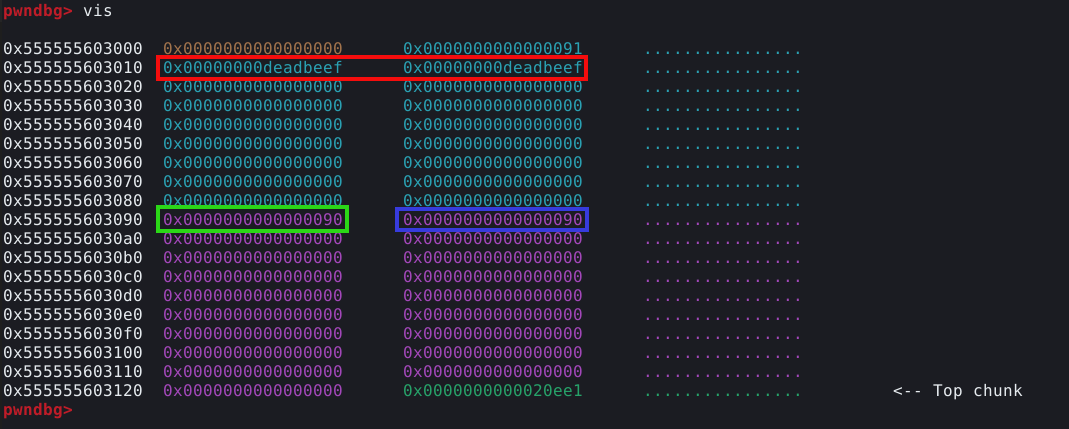 pwndbg> vis
0x555555603000 0x0000000000000000 0x0000000000000091 ................
0x555555603010 0x00000000deadbeef 0x00000000deadbeef ................
0x555555603020 0x0000000000000000 0x0000000000000000 ................
0x555555603030 0x0000000000000000 0x0000000000000000 ................
0x555555603040 0x0000000000000000 0x0000000000000000 ................
0x555555603050 0x0000000000000000 0x0000000000000000 ................
0x555555603060 0x0000000000000000 0x0000000000000000 ................
0x555555603070 0x0000000000000000 0x0000000000000000 ................
0x555555603080 0x0000000000000000 0x0000000000000000 ................
0x555555603090 0x0000000000000090 0x0000000000000090 ................
0x5555556030a0 0x0000000000000000 0x0000000000000000 ................
0x5555556030b0 0x0000000000000000 0x0000000000000000 ................
0x5555556030c0 0x0000000000000000 0x0000000000000000 ................
0x5555556030d0 0x0000000000000000 0x0000000000000000 ................
0x5555556030e0 0x0000000000000000 0x0000000000000000 ................
0x5555556030f0 0x0000000000000000 0x0000000000000000 ................
0x555555603100 0x0000000000000000 0x0000000000000000 ................
0x555555603110 0x0000000000000000 0x0000000000000000 ................
0x555555603120 0x0000000000000000 0x0000000000020ee1 ................ <-- Top chunk
pwndbg>